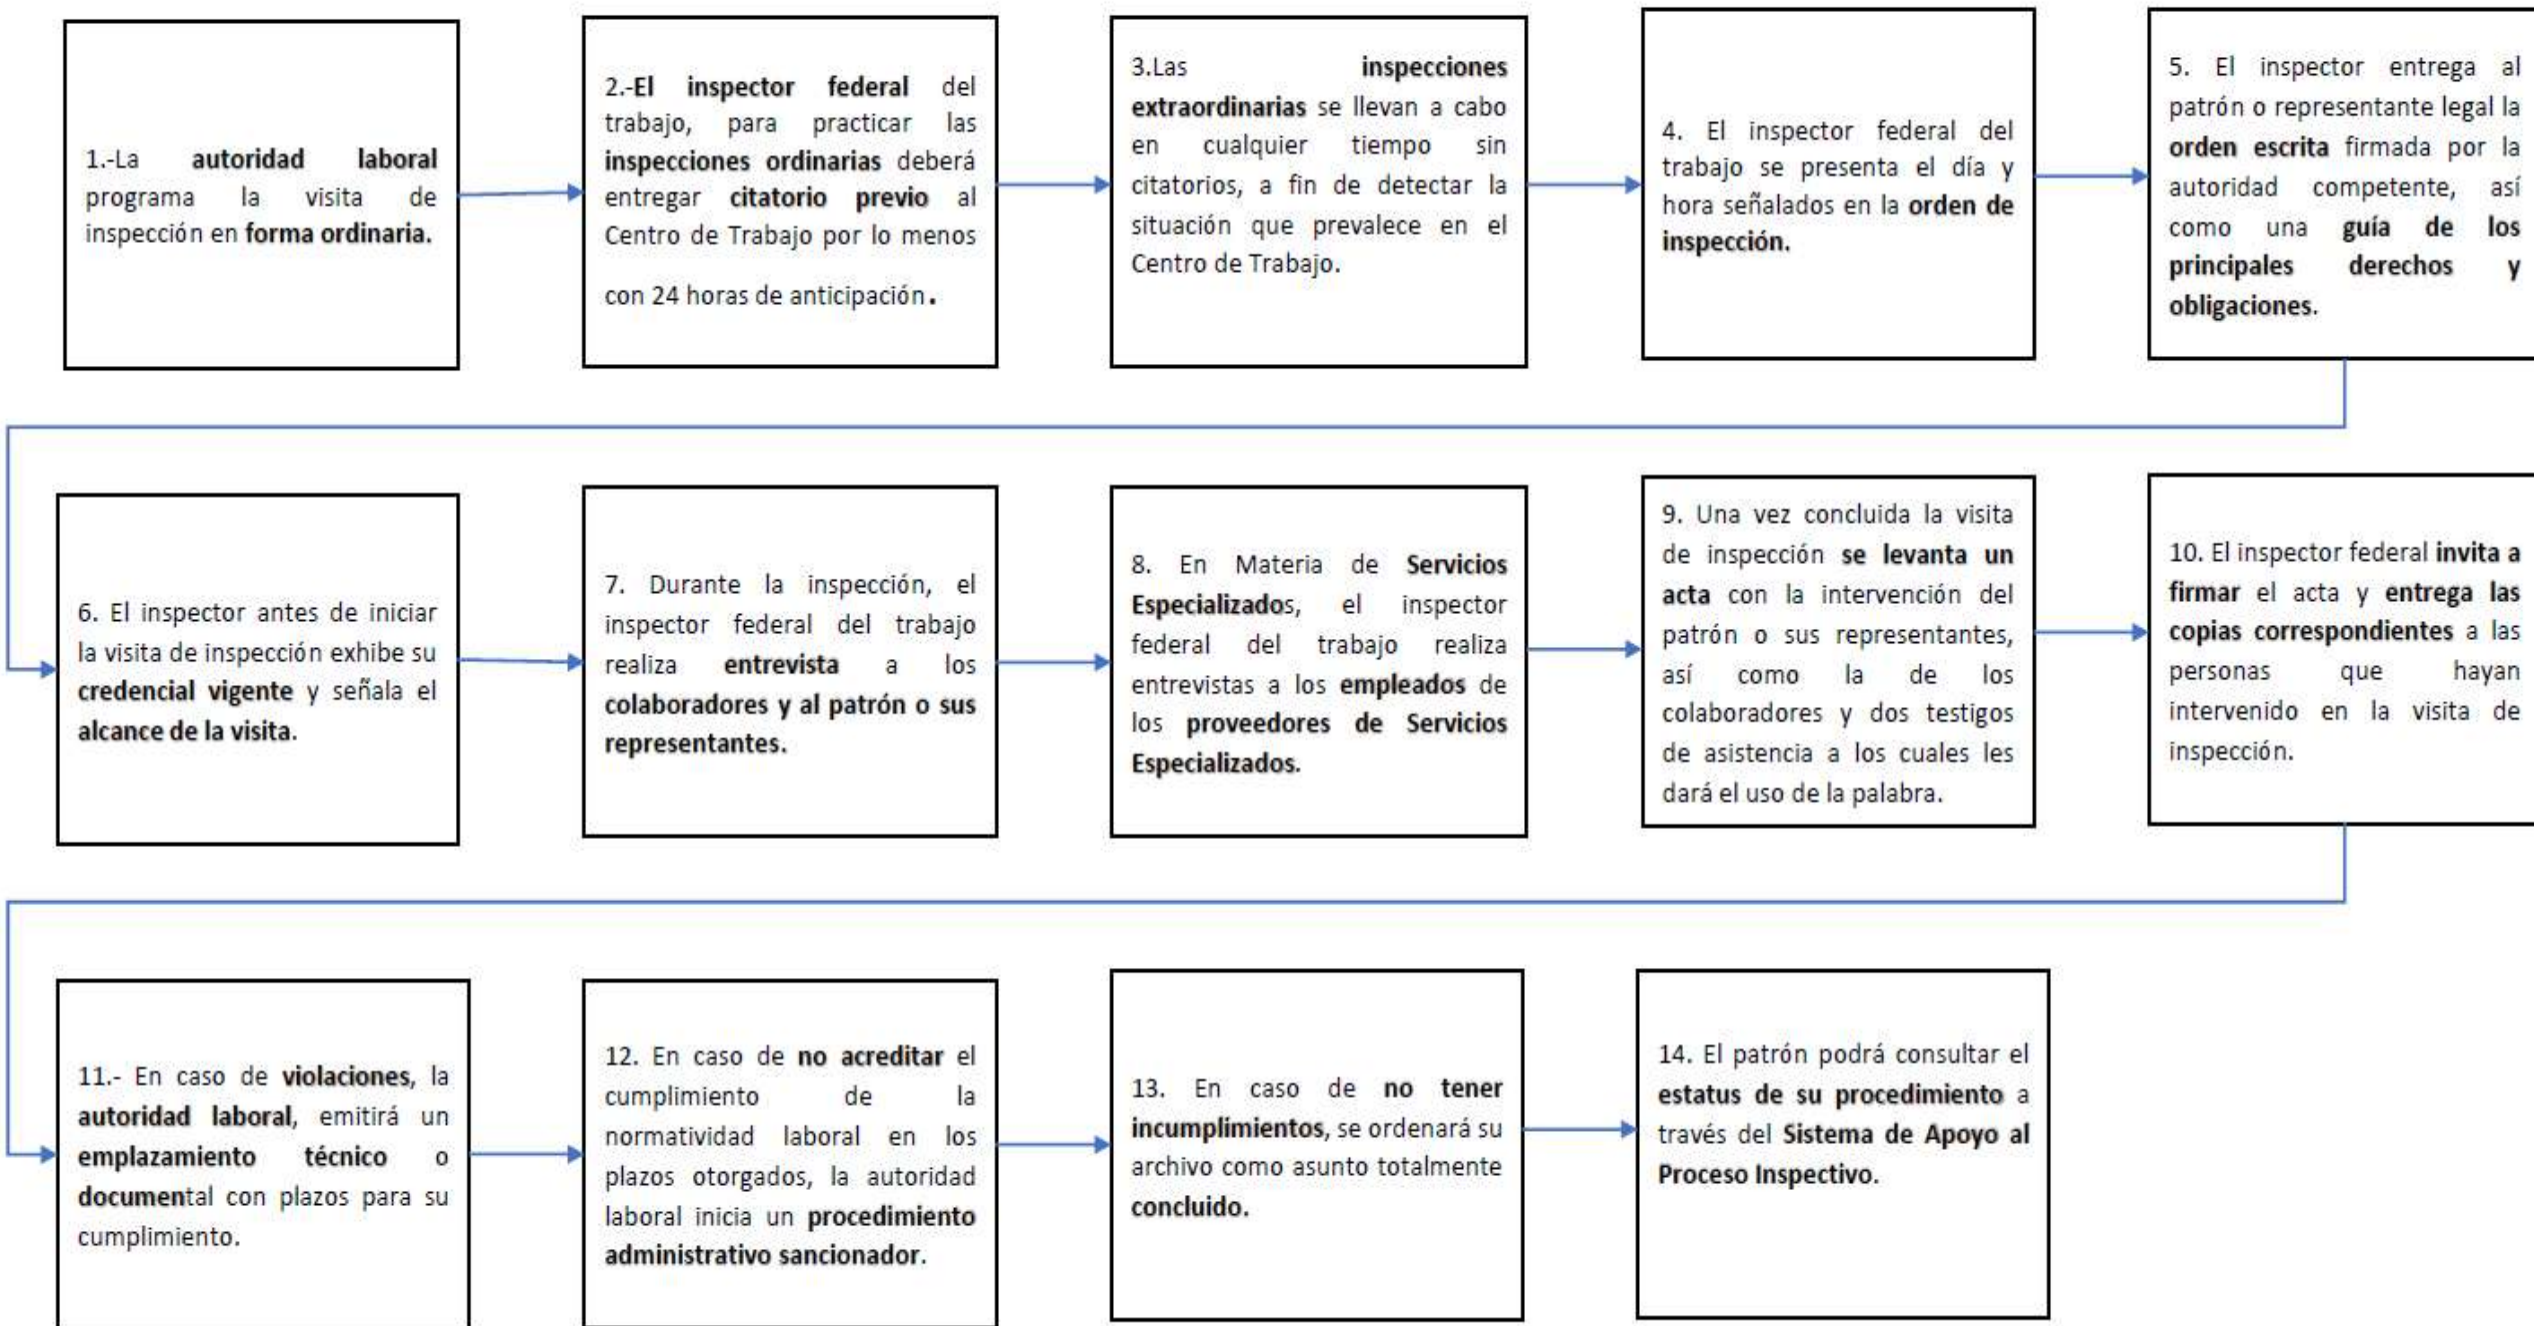 1.-La autoridad laboral
programa la visita de
inspección en forma ordinaria.
2.-El inspector federal del
trabajo, para practicar las
inspecciones ordinarias deberá
entregar citatorio previo al
Centro de Trabajo por lo menos
con 24 horas de anticipación.
3.Las inspecciones
extraordinarias se llevan a cabo
en cualquier tiempo sin
citatorios, a fin de detectar la
situación que prevalece en el
Centro de Trabajo.
4. El inspector federal del
trabajo se presenta el día y
hora señalados en la orden de
inspección.
5. El inspector entrega al
patrón o representante legal la
orden escrita firmada por la
autoridad competente, así
como una guía de los
principales derechos y
obligaciones.
6. El inspector antes de iniciar
la visita de inspección exhibe su
credencial vigente y señala el
alcance de la visita.
7. Durante la inspección, el
inspector federal del trabajo
realiza entrevista a los
colaboradores y al patrón o sus
representantes.
8. En Materia de Servicios
Especializados, el inspector
federal del trabajo realiza
entrevistas a los empleados de
los proveedores de Servicios
Especializados.
9. Una vez concluida la visita
de inspección se levanta un
acta con la intervención del
patrón o sus representantes,
así como la de los
colaboradores y dos testigos
de asistencia a los cuales les
dará el uso de la palabra.
10. El inspector federal invita a
firmar el acta y entrega las
copias correspondientes a las
personas que hayan
intervenido en la visita de
inspección.
11.- En caso de violaciones, la
autoridad laboral, emitirá un
emplazamiento técnico o
documental con plazos para su
cumplimiento.
12. En caso de no acreditar el
cumplimiento de la
normatividad laboral en los
plazos otorgados, la autoridad
laboral inicia un procedimiento
administrativo sancionador.
13. En caso de no tener
incumplimientos, se ordenará su
archivo como asunto totalmente
concluido.
14. El patrón podrá consultar el
estatus de su procedimiento a
través del Sistema de Apoyo al
Proceso Inspectivo.